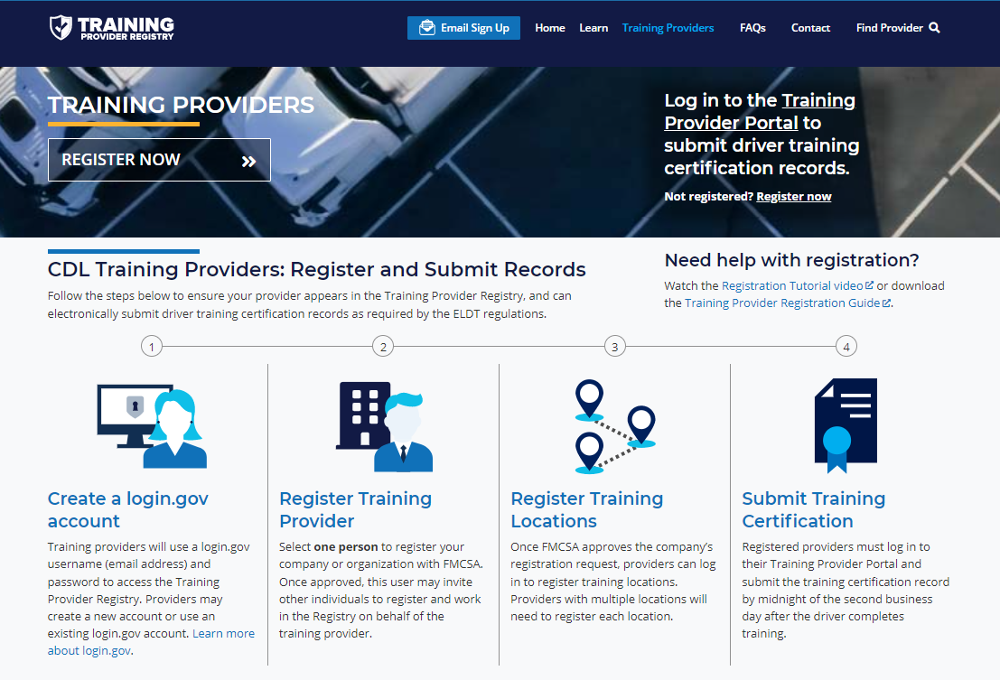 TRAINING
PROVIDER REGISTRY
Email Sign Up
Home
Learn
Training Providers
FAQs
Contact
Find Provider
TRAINING PROVIDERS
REGISTER NOW
Log in to the Training
Provider Portal to
submit driver training
certification records.
Not registered? Register now
CDL Training Providers: Register and Submit Records
Follow the steps below to ensure your provider appears in the Training Provider Registry, and can
electronically submit driver training certification records as required by the ELDT regulations.
Need help with registration?
Watch the Registration Tutorial video or download
the Training Provider Registration Guide.
1
2
3
4
Create a login.gov
account
Training providers will use a login.gov
username (email address) and
password to access the Training
Provider Registry. Providers may
create a new account or use an
existing login.gov account. Learn more
about login.gov.
Register Training
Provider
Select one person to register your
company or organization with FMCSA.
Once approved, this user may invite
other individuals to register and work
in the Registry on behalf of the
training provider.
Register Training
Locations
Once FMCSA approves the company's
registration request, providers can log
in to register training locations.
Providers with multiple locations will
need to register each location.
Submit Training
Certification
Registered providers must log in to
their Training Provider Portal and
submit the training certification record
by midnight of the second business
day after the driver completes
training.